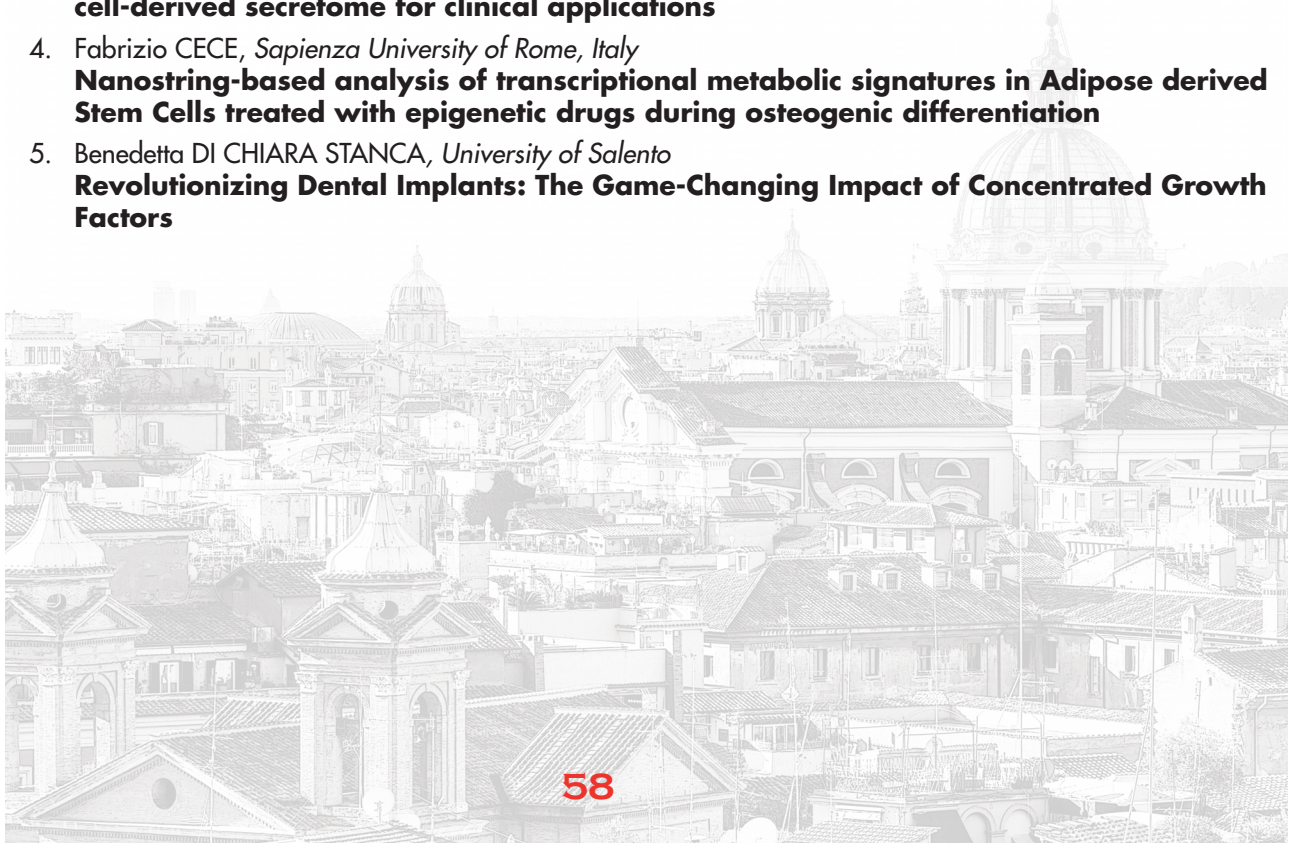 cell-derived secretome for clinical applications
4. Fabrizio CECE, Sapienza University of Rome, Italy
Nanostring-based analysis of transcriptional metabolic signatures in Adipose derived
Stem Cells treated with epigenetic drugs during osteogenic differentiation
5. Benedetta DI CHIARA STANCA, University of Salento
Revolutionizing Dental Implants: The Game-Changing Impact of Concentrated Growth
Factors
58